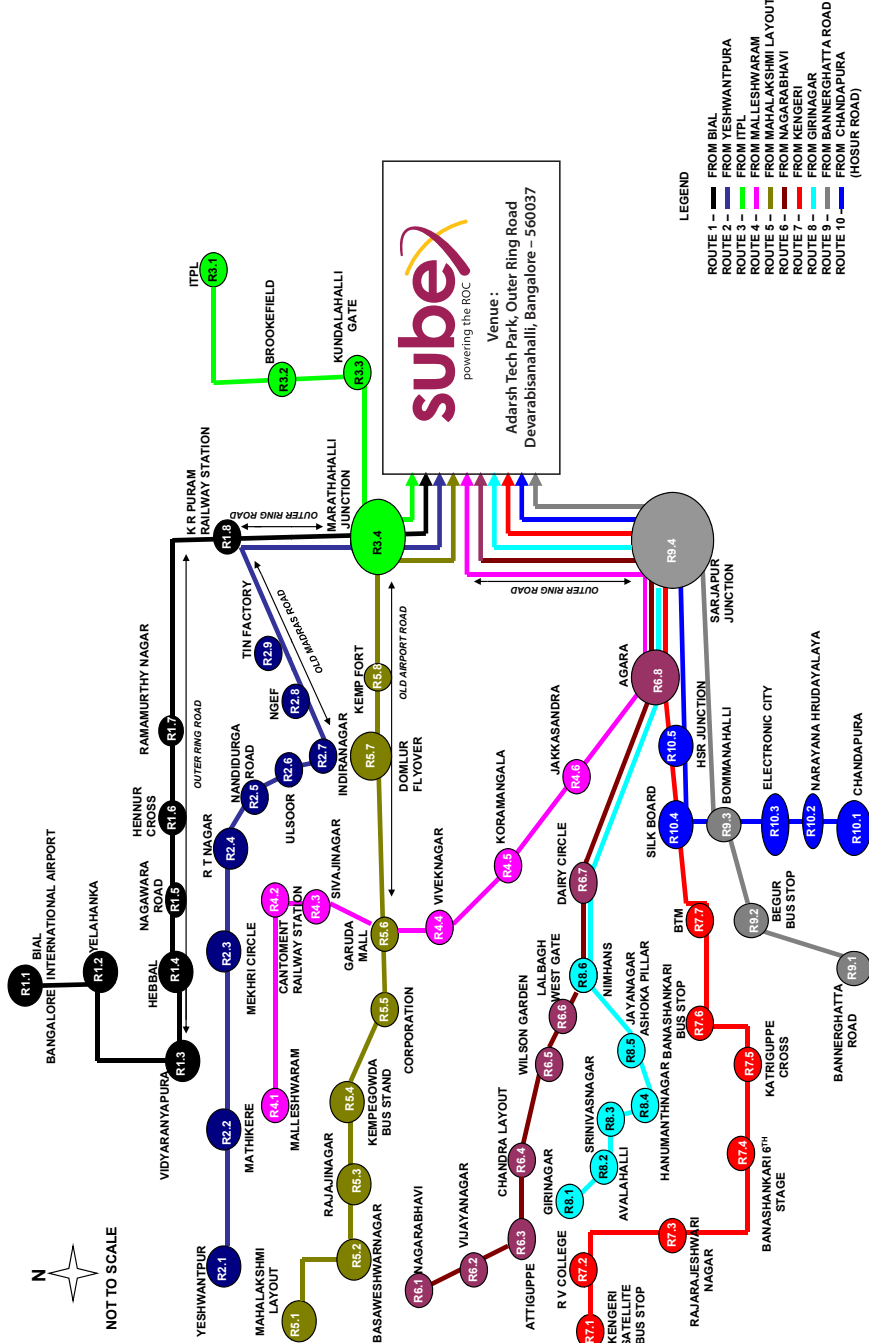 N
NOT TO SCALE
R1.1
BIAL
BANGALORE INTERNATIONAL AIRPORT
R1.2
YELAHANKA
R1.3
VIDYARANYAPURA
R1.4
HEBBAL
R1.5
NAGAWARA
ROAD
R1.6
HENNUR
CROSS
R1.7
RAMAMURTHY NAGAR
R1.8
K R PURAM
RAILWAY STATION
OUTER RING ROAD
OUTER RING ROAD
R2.1
YESHWANTPUR
R2.2
MATHIKERE
R2.3
MEKHRI CIRCLE
R2.4
R T NAGAR
R2.5
NANDIDURGA
ROAD
R2.6
ULSOOR
R2.7
INDIRANAGAR
R2.8
NGEF
R2.9
TIN FACTORY
OLD MADRAS ROAD
R3.1
ITPL
R3.2
BROOKEFIELD
R3.3
KUNDALAHALLI
GATE
R3.4
MARATHAHALLI
JUNCTION
R4.1
MALLESHWARAM
R4.2
CANTOMENT
RAILWAY STATION
R4.3
SIVAJINAGAR
R4.4
VIVEKNAGAR
R4.5
KORAMANGALA
R4.6
JAKKASANDRA
R5.1
MAHALAKSHMI
LAYOUT
R5.2
BASAWESHWARNAGAR
R5.3
RAJAJINAGAR
R5.4
KEMPEGOWDA
BUS STAND
R5.5
CORPORATION
R5.6
GARUDA
MALL
R5.7
DOMLUR
FLYOVER
R5.8
KEMP FORT
OLD AIRPORT ROAD
R6.1
NAGARABHAVI
R6.2
VIJAYANAGAR
R6.3
ATTIGUPPE
R6.4
CHANDRA LAYOUT
R6.5
WILSON GARDEN
R6.6
LALBAGH
WEST GATE
R6.7
DAIRY CIRCLE
R6.8
AGARA
R7.1
KENGERI
SATELLITE
BUS STOP
R7.2
R V COLLEGE
R7.3
RAJARAJESHWARI
NAGAR
R7.4
BANASHANKARI 6TH
STAGE
R7.5
KATRIGUPPE
CROSS
R7.6
BANASHANKARI
BUS STOP
R7.7
BTM
R8.1
GIRINAGAR
R8.2
AVALAHALLI
R8.3
SRINIVASNAGAR
R8.4
HANUMANTHNAGAR
R8.5
JAYANAGAR
ASHOKA PILLAR
R8.6
NIMHANS
R9.1
BANNERGHATTA
ROAD
R9.2
BEGUR
BUS STOP
R9.3
BOMMANAHALLI
R9.4
SARJAPUR
JUNCTION
OUTER RING ROAD
R10.1
CHANDAPURA
R10.2
NARAYANA HRUDAYALAYA
R10.3
ELECTRONIC CITY
R10.4
SILK BOARD
R10.5
HSR JUNCTION
subex
powering the ROC
Venue :
Adarsh Tech Park, Outer Ring Road
Devarabisanahalli, Bangalore – 560037
LEGEND
ROUTE 1 – FROM BIAL
ROUTE 2 – FROM YESHWANTPURA
ROUTE 3 – FROM ITPL
ROUTE 4 – FROM MALLESHWARAM
ROUTE 5 – FROM MAHALAKSHMI LAYOUT
ROUTE 6 – FROM NAGARABHAVI
ROUTE 7 – FROM KENGERI
ROUTE 8 – FROM GIRINAGAR
ROUTE 9 – FROM BANNERGHATTA ROAD
ROUTE 10 – FROM CHANDAPURA
(HOSUR ROAD)